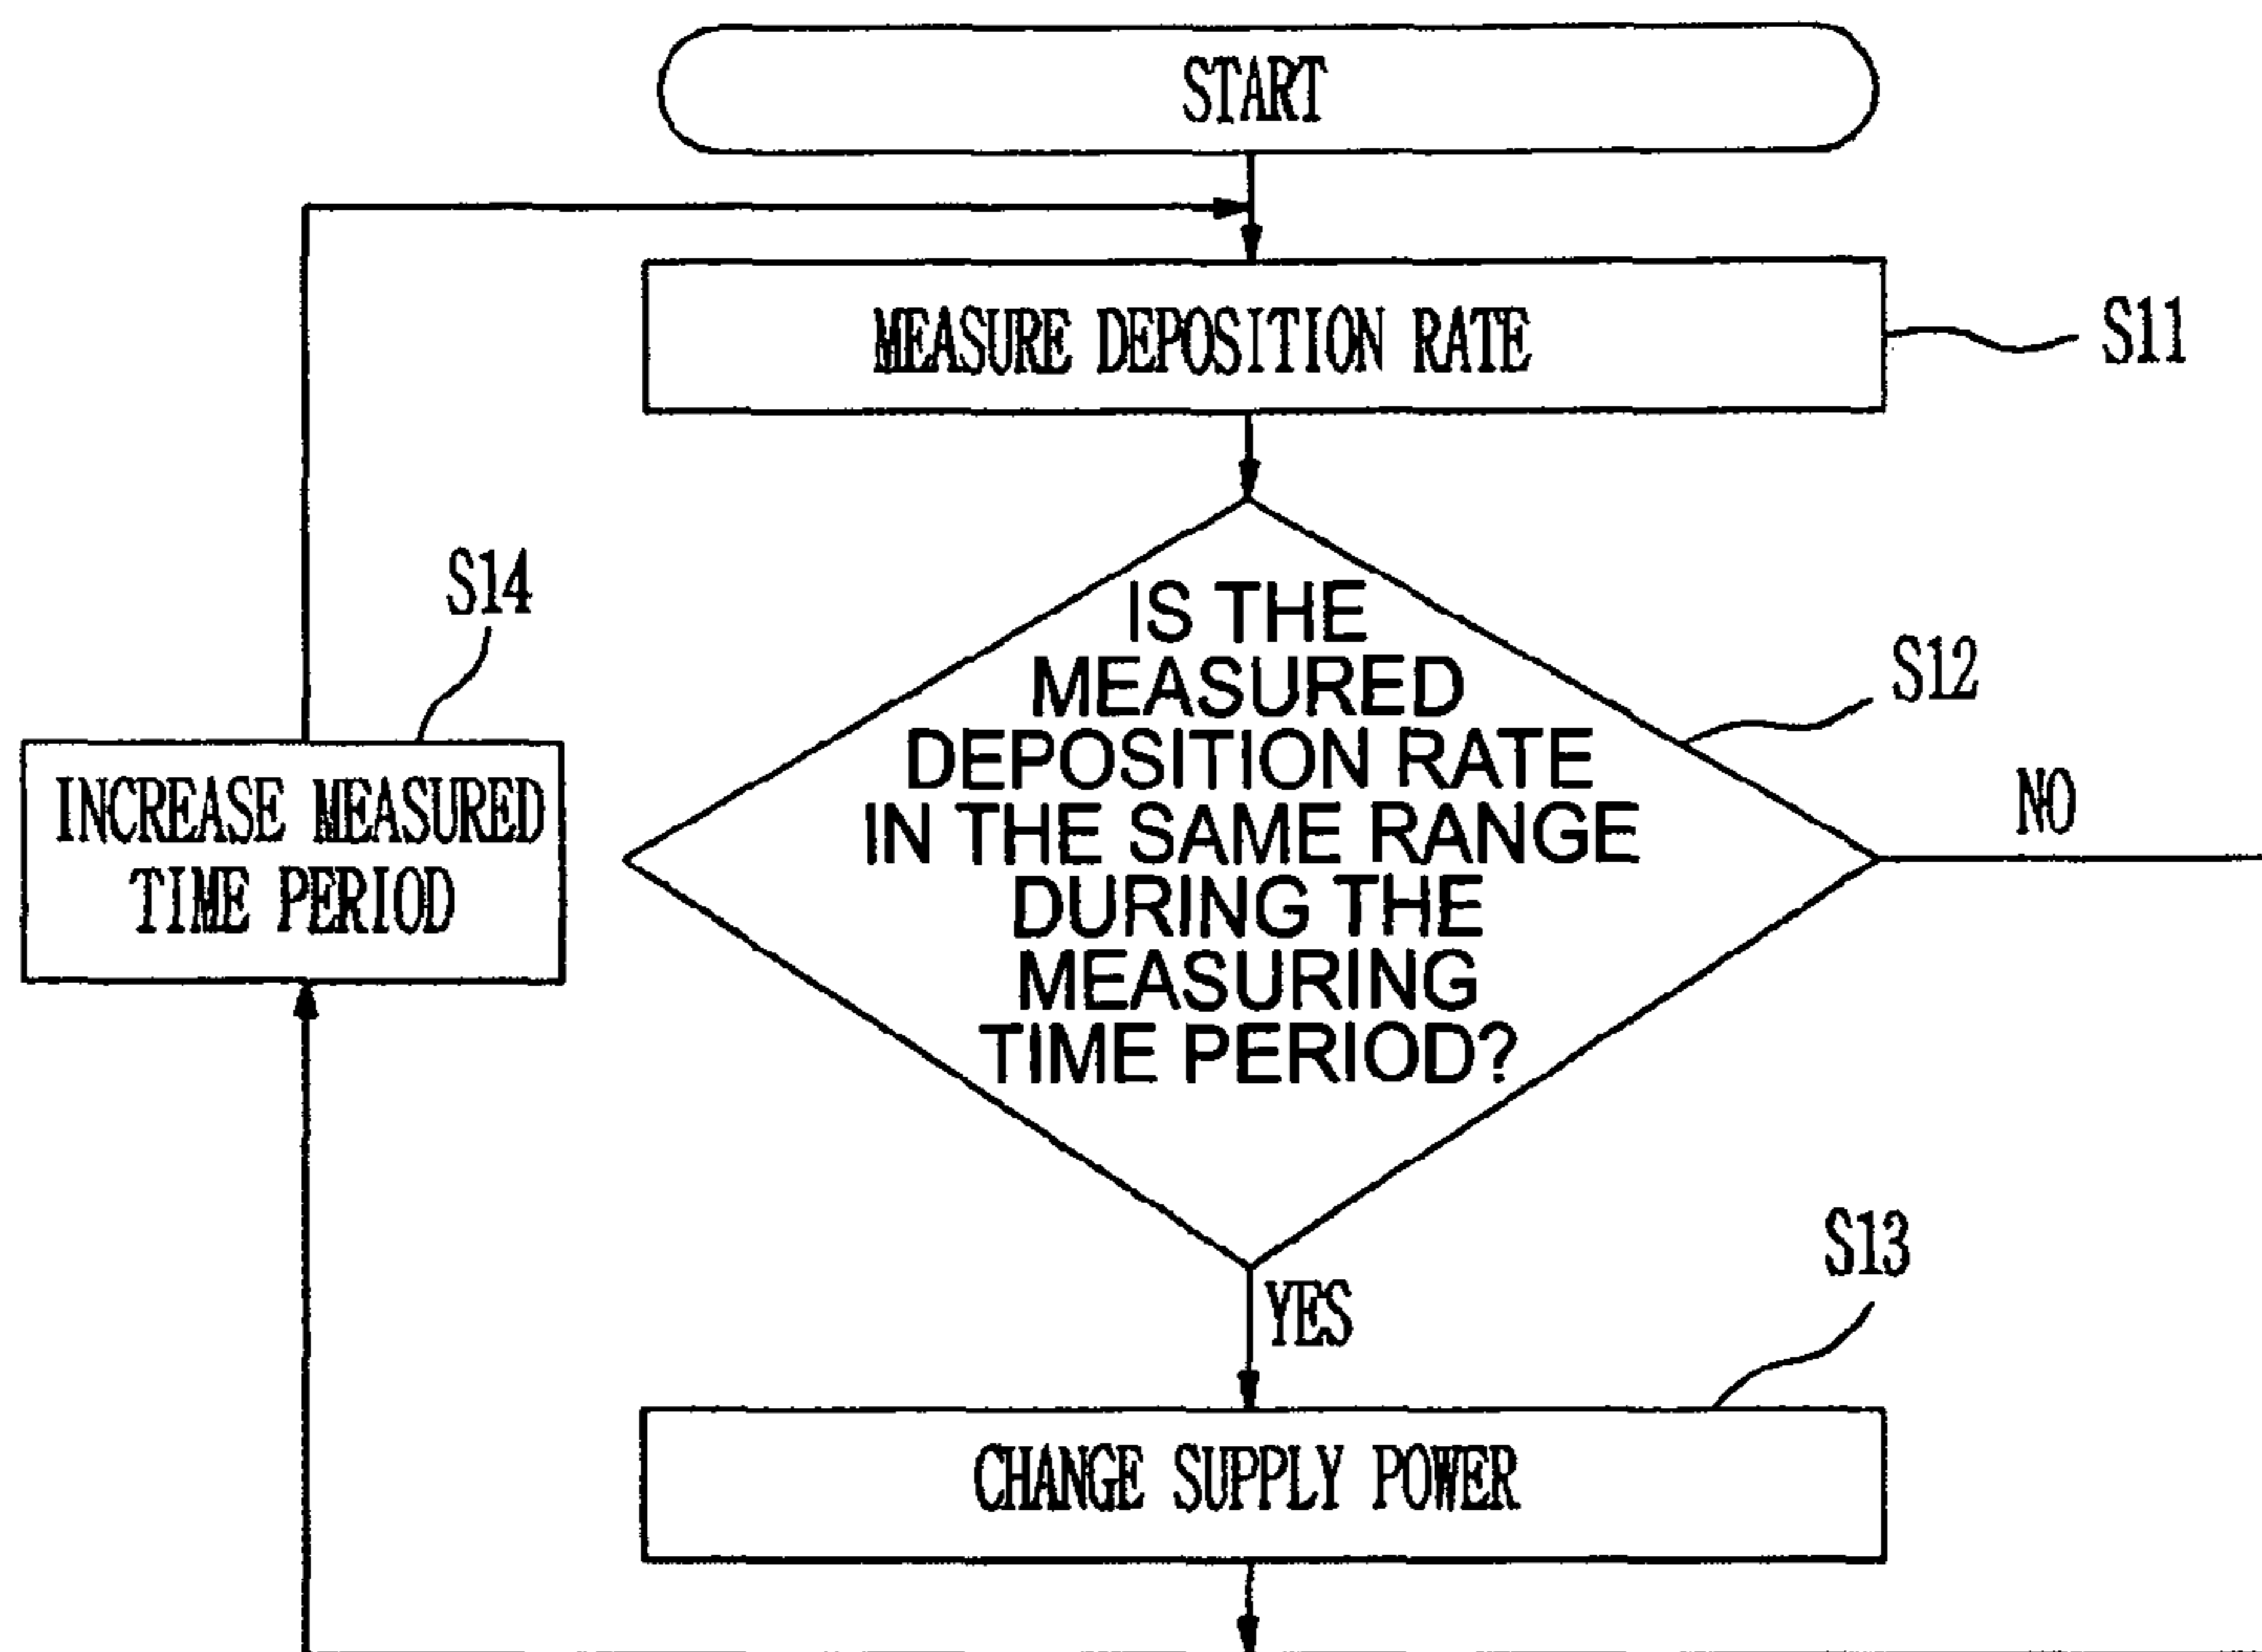 START
MEASURE DEPOSITION RATE
S11
S14
IS THE
MEASURED
DEPOSITION RATE
IN THE SAME RANGE
DURING THE
MEASURING
TIME PERIOD?
S12
NO
INCREASE MEASURED
TIME PERIOD
YES
S13
CHANGE SUPPLY POWER